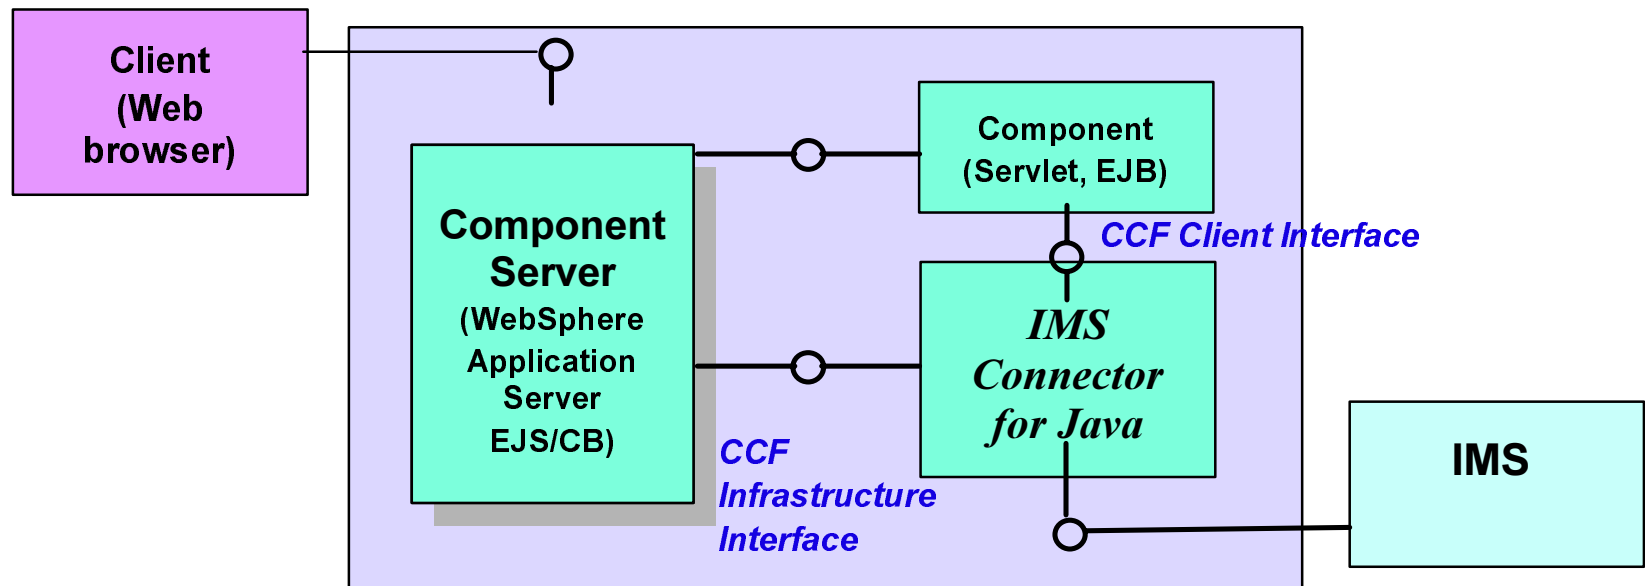 Client
(Web
browser)
Component
(Servlet, EJB)
Component
Server
(WebSphere
Application
Server
EJS/CB)
CCF Client Interface
IMS
Connector
for Java
CCF
Infrastructure
Interface
IMS